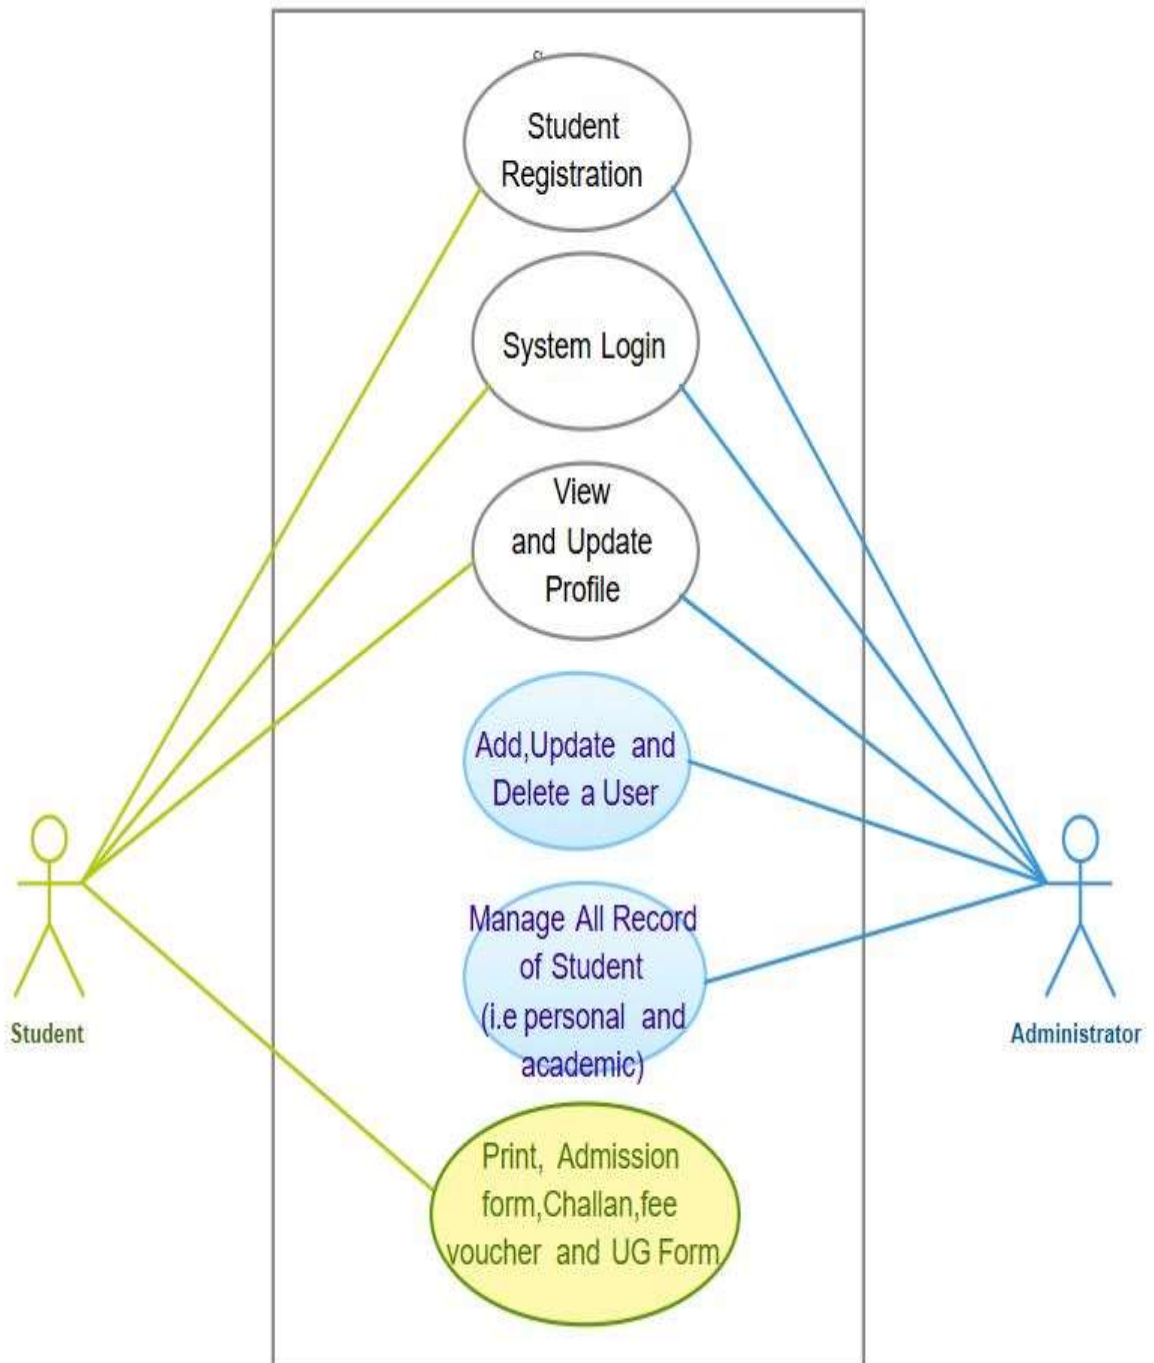 Student
Registration
System Login
View
and Update
Profile
Add,Update and
Delete a User
Manage All Record
of Student
(i.e personal and
academic)
Print, Admission
form,Challan,fee
voucher and UG Form
Student
Administrator